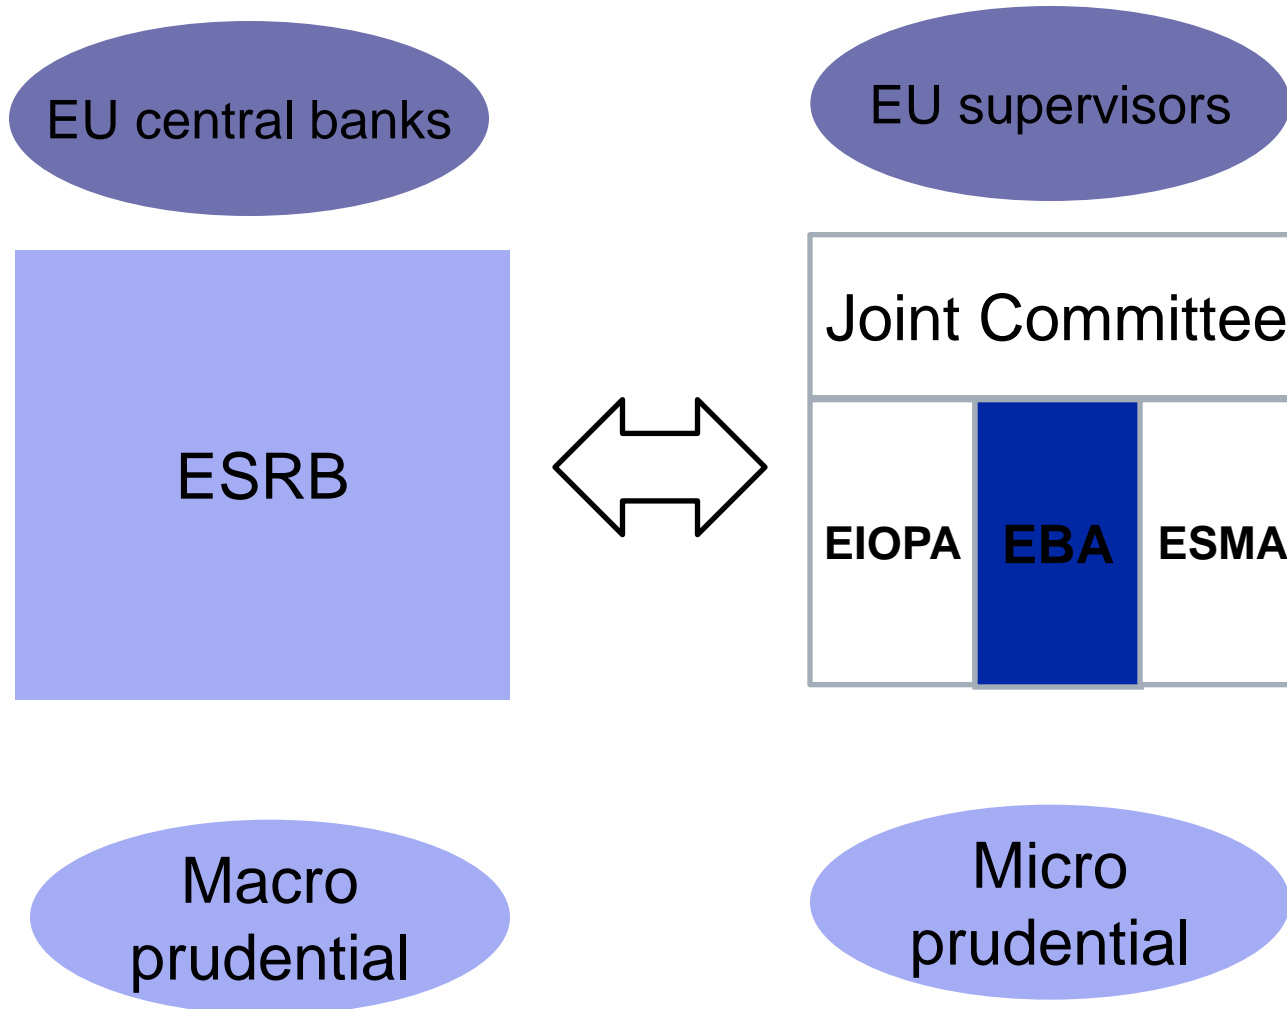 EU central banks
EU supervisors
Joint Committee
ESRB
EIOPA
EBA
ESMA
Macro
prudential
Micro
prudential